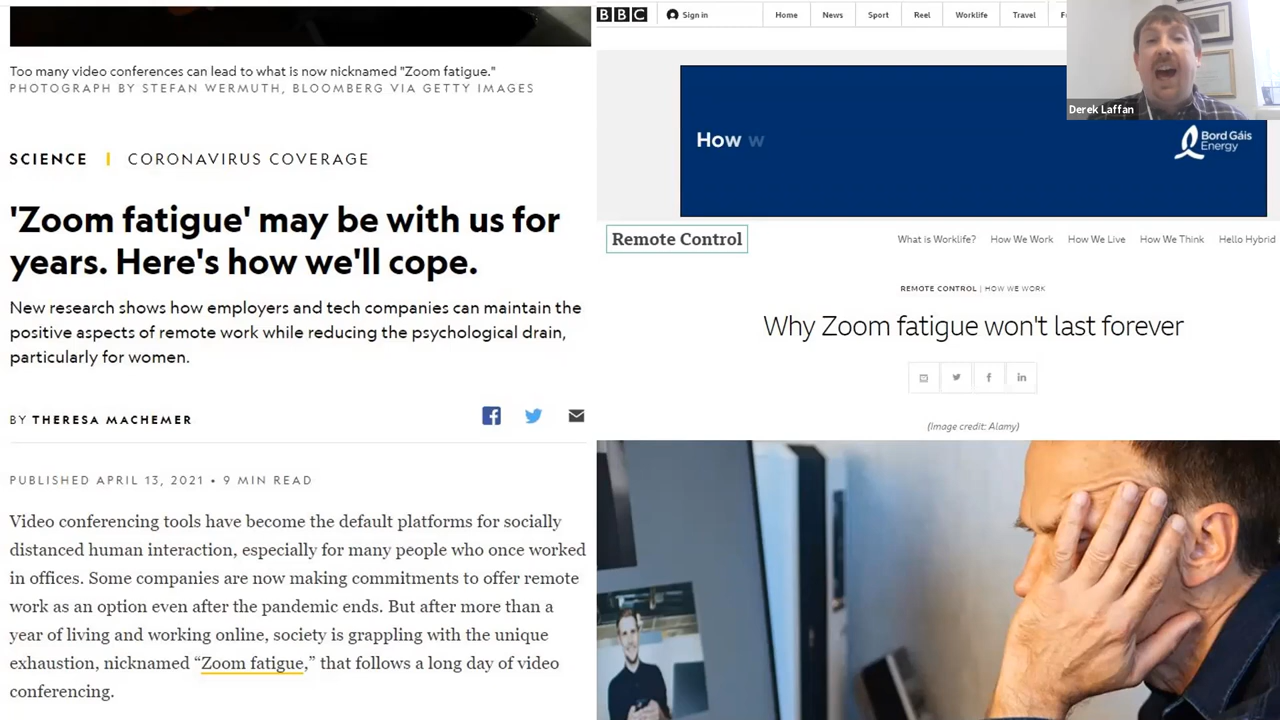 Too many video conferences can lead to what is now nicknamed "Zoom fatigue."
PHOTOGRAPH BY STEFAN WERMUTH, BLOOMBERG VIA GETTY IMAGES
SCIENCE | CORONAVIRUS COVERAGE
'Zoom fatigue' may be with us for
years. Here's how we'll cope.
New research shows how employers and tech companies can maintain the
positive aspects of remote work while reducing the psychological drain,
particularly for women.
BY THERESA MACHEMER
PUBLISHED APRIL 13, 2021 • 9 MIN READ
Video conferencing tools have become the default platforms for socially
distanced human interaction, especially for many people who once worked
in offices. Some companies are now making commitments to offer remote
work as an option even after the pandemic ends. But after more than a
year of living and working online, society is grappling with the unique
exhaustion, nicknamed “Zoom fatigue,” that follows a long day of video
conferencing.
BBC Sign in Home News Sport Reel Worklife Travel
Derek Laffan
How w
Bord Gáis
Energy
Remote Control
What is Worklife? How We Work How We Live How We Think Hello Hybrid
REMOTE CONTROL | HOW WE WORK
Why Zoom fatigue won't last forever
(Image credit: Alamy)